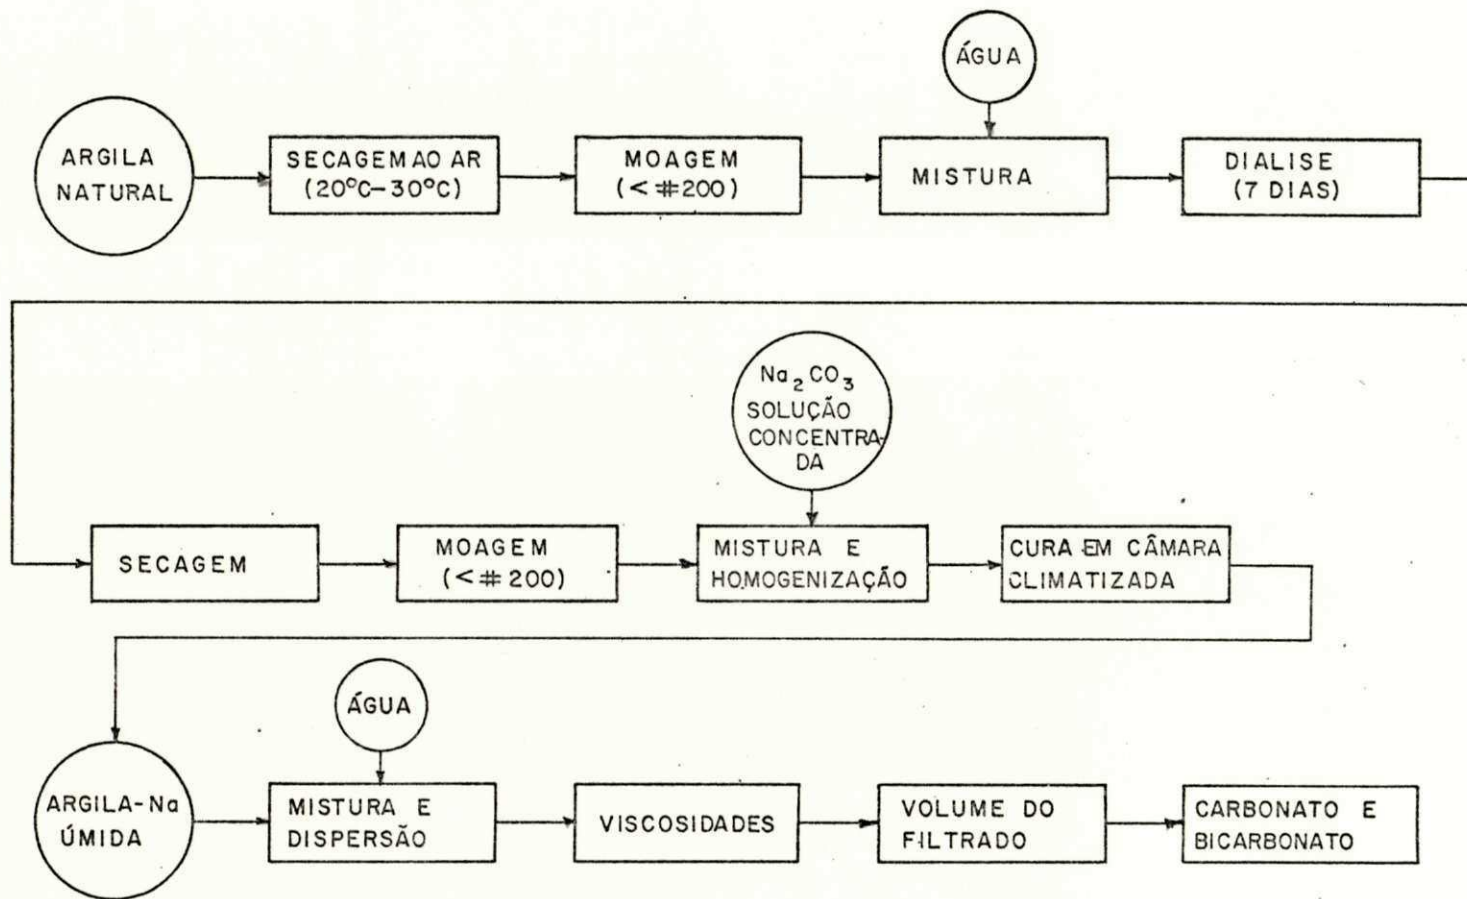 ÁGUA
ARGILA
NATURAL
SECAGEM AO AR
(20°C-30°C)
MOAGEM
(<#200)
MISTURA
DIALISE
(7 DIAS)
Na₂CO₃
SOLUÇÃO
CONCENTRA-
DA
SECAGEM
MOAGEM
(<#200)
MISTURA E
HOMOGENIZAÇÃO
CURA EM CÂMARA
CLIMATIZADA
ÁGUA
ARGILA-Na
ÚMIDA
MISTURA E
DISPERSÃO
VISCOSIDADES
VOLUME DO
FILTRADO
CARBONATO E
BICARBONATO